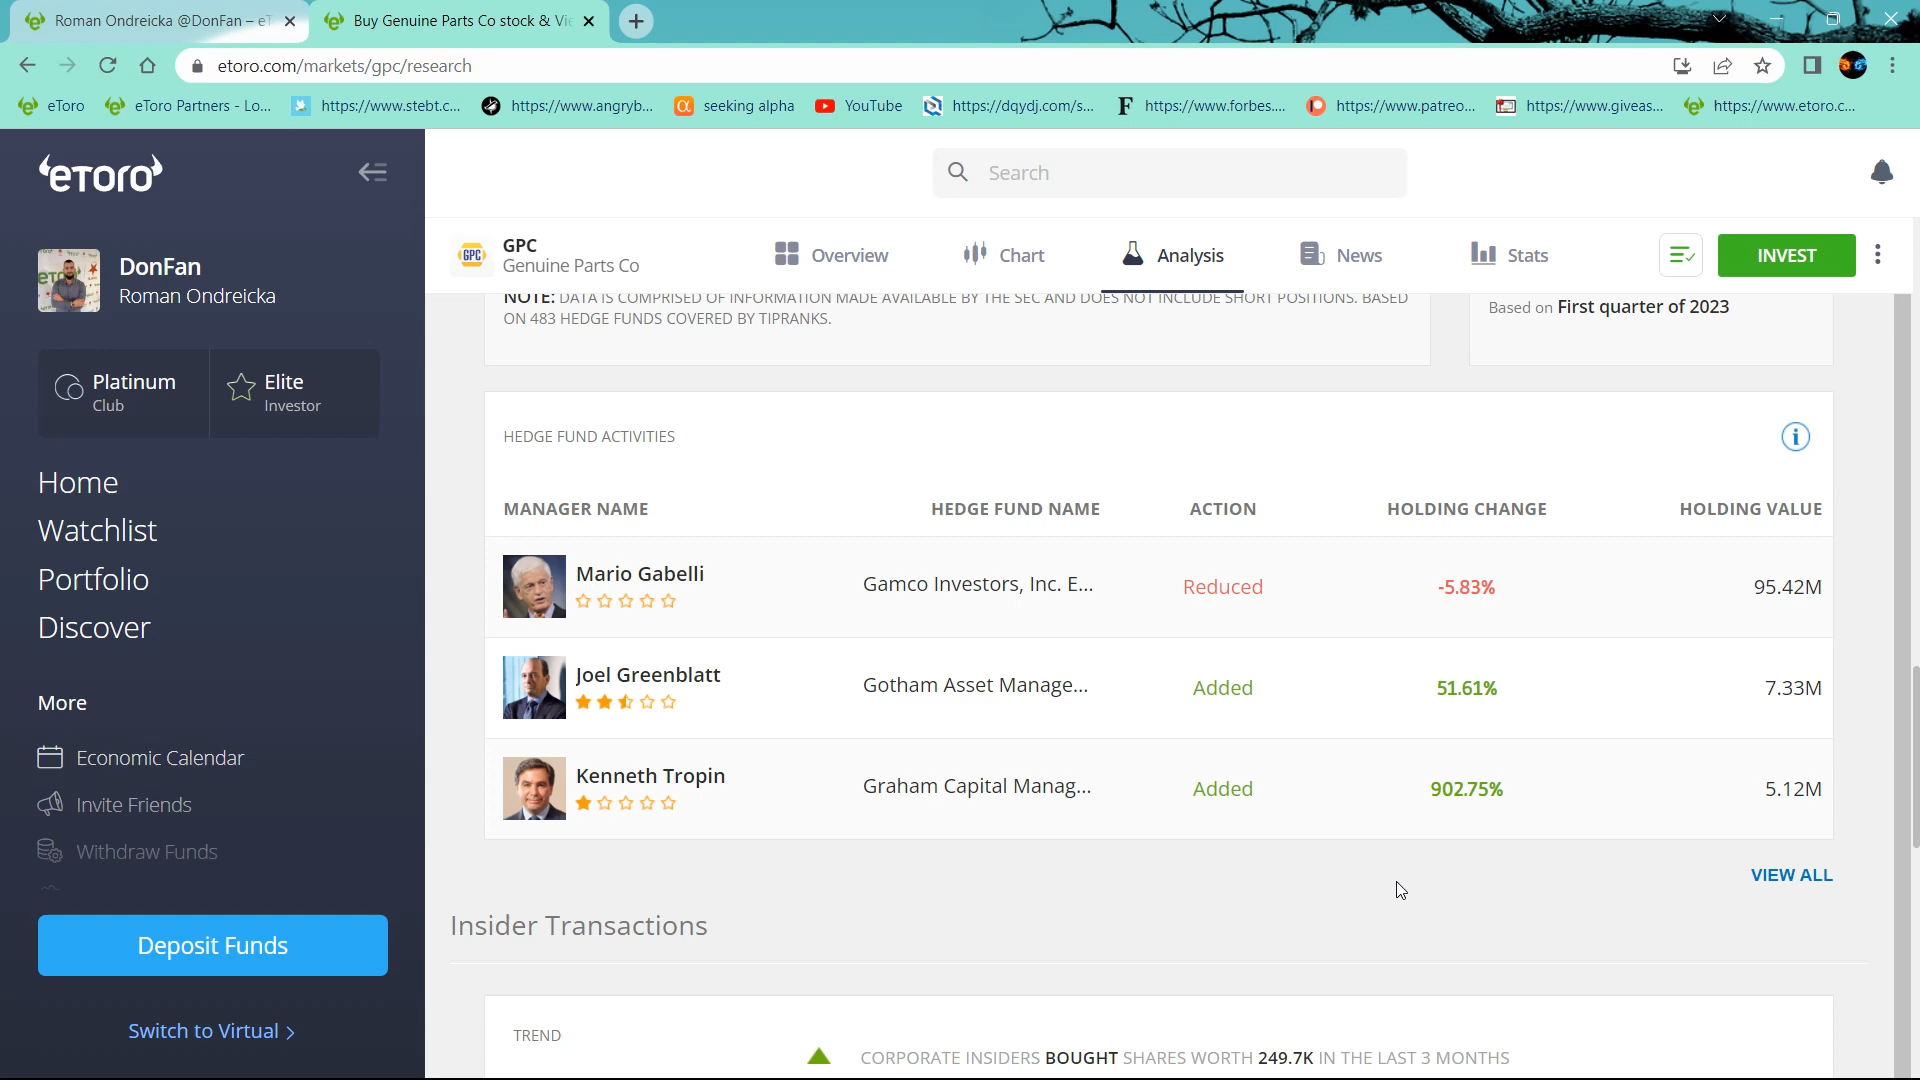 Roman Ondreicka @DonFan – eT
Buy Genuine Parts Co stock & Vie
etoro.com/markets/gpc/research
eToro
eToro Partners - Lo...
https://www.stebt.c...
https://www.angryb...
seeking alpha
YouTube
https://dqydj.com/s...
https://www.forbes....
https://www.patreo...
https://www.giveas...
https://www.etoro.c...
eToro
Search
DonFan
Roman Ondreicka
Platinum
Club
Elite
Investor
Home
Watchlist
Portfolio
Discover
More
Economic Calendar
Invite Friends
Withdraw Funds
Deposit Funds
Switch to Virtual >
GPC
GPC
Genuine Parts Co
Overview
Chart
Analysis
News
Stats
INVEST
NOTE: DATA IS COMPRISED OF INFORMATION MADE AVAILABLE BY THE SEC AND DOES NOT INCLUDE SHORT POSITIONS. BASED
ON 483 HEDGE FUNDS COVERED BY TIPRANKS.
Based on First quarter of 2023
HEDGE FUND ACTIVITIES
MANAGER NAME HEDGE FUND NAME ACTION HOLDING CHANGE HOLDING VALUE
Mario Gabelli Gamco Investors, Inc. E... Reduced -5.83% 95.42M
Joel Greenblatt Gotham Asset Manage... Added 51.61% 7.33M
Kenneth Tropin Graham Capital Manag... Added 902.75% 5.12M
VIEW ALL
Insider Transactions
TREND
CORPORATE INSIDERS BOUGHT SHARES WORTH 249.7K IN THE LAST 3 MONTHS